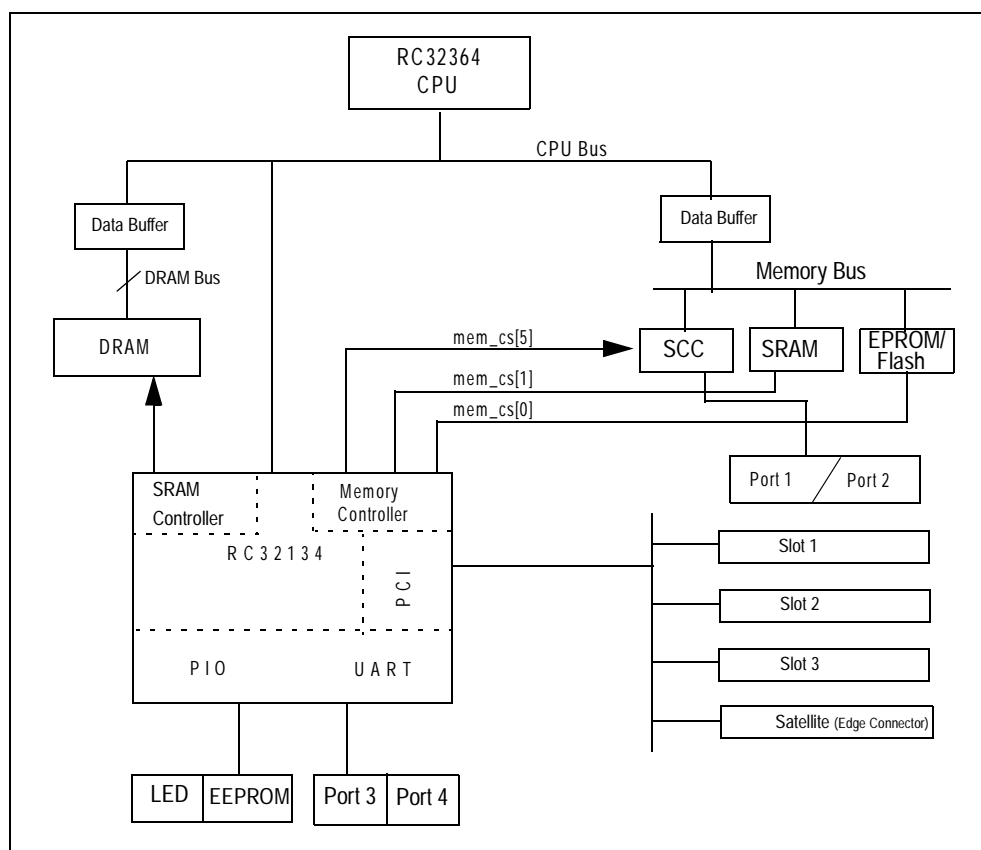 RC32364
CPU
CPU Bus
Data Buffer
Data Buffer
DRAM Bus
Memory Bus
DRAM
mem_cs[5]
SCC
SRAM
EPROM/
Flash
mem_cs[1]
mem_cs[0]
Port 1
Port 2
SRAM
Controller
Memory
Controller
RC32134
PCI
Slot 1
Slot 2
Slot 3
Satellite (Edge Connector)
PIO
UART
LED
EEPROM
Port 3
Port 4